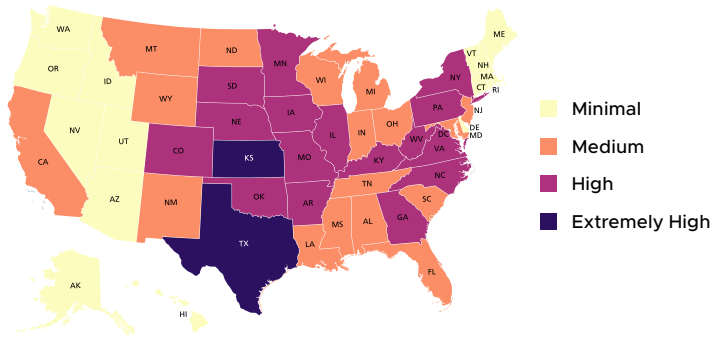 WA
ME
VT
MT
ND
OR
MN
NH
ID
WI
NY
MA
SD
CT
RI
MI
WY
IA
PA
NJ
Minimal
NE
NV
OH
DE
IL
IN
DC
MD
UT
WV
CO
VA
Medium
MO
KS
KY
CA
NC
High
TN
AZ
NM
OK
AR
SC
GA
MS
AL
Extremely High
TX
LA
FL
AK
HI